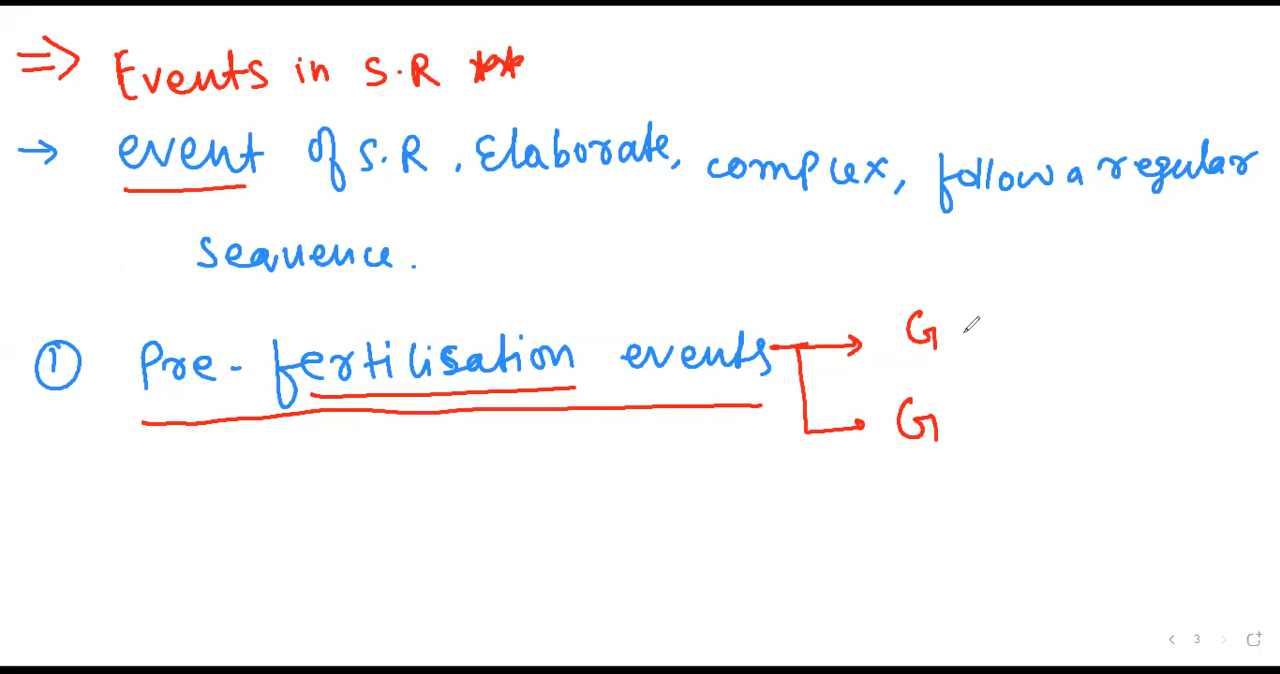 ⇒ Events in S.R **
→ event of S.R, Elaborate, complex, follow a regular
sequence.
① Pre-fertilisation events → G
G
< 3 >